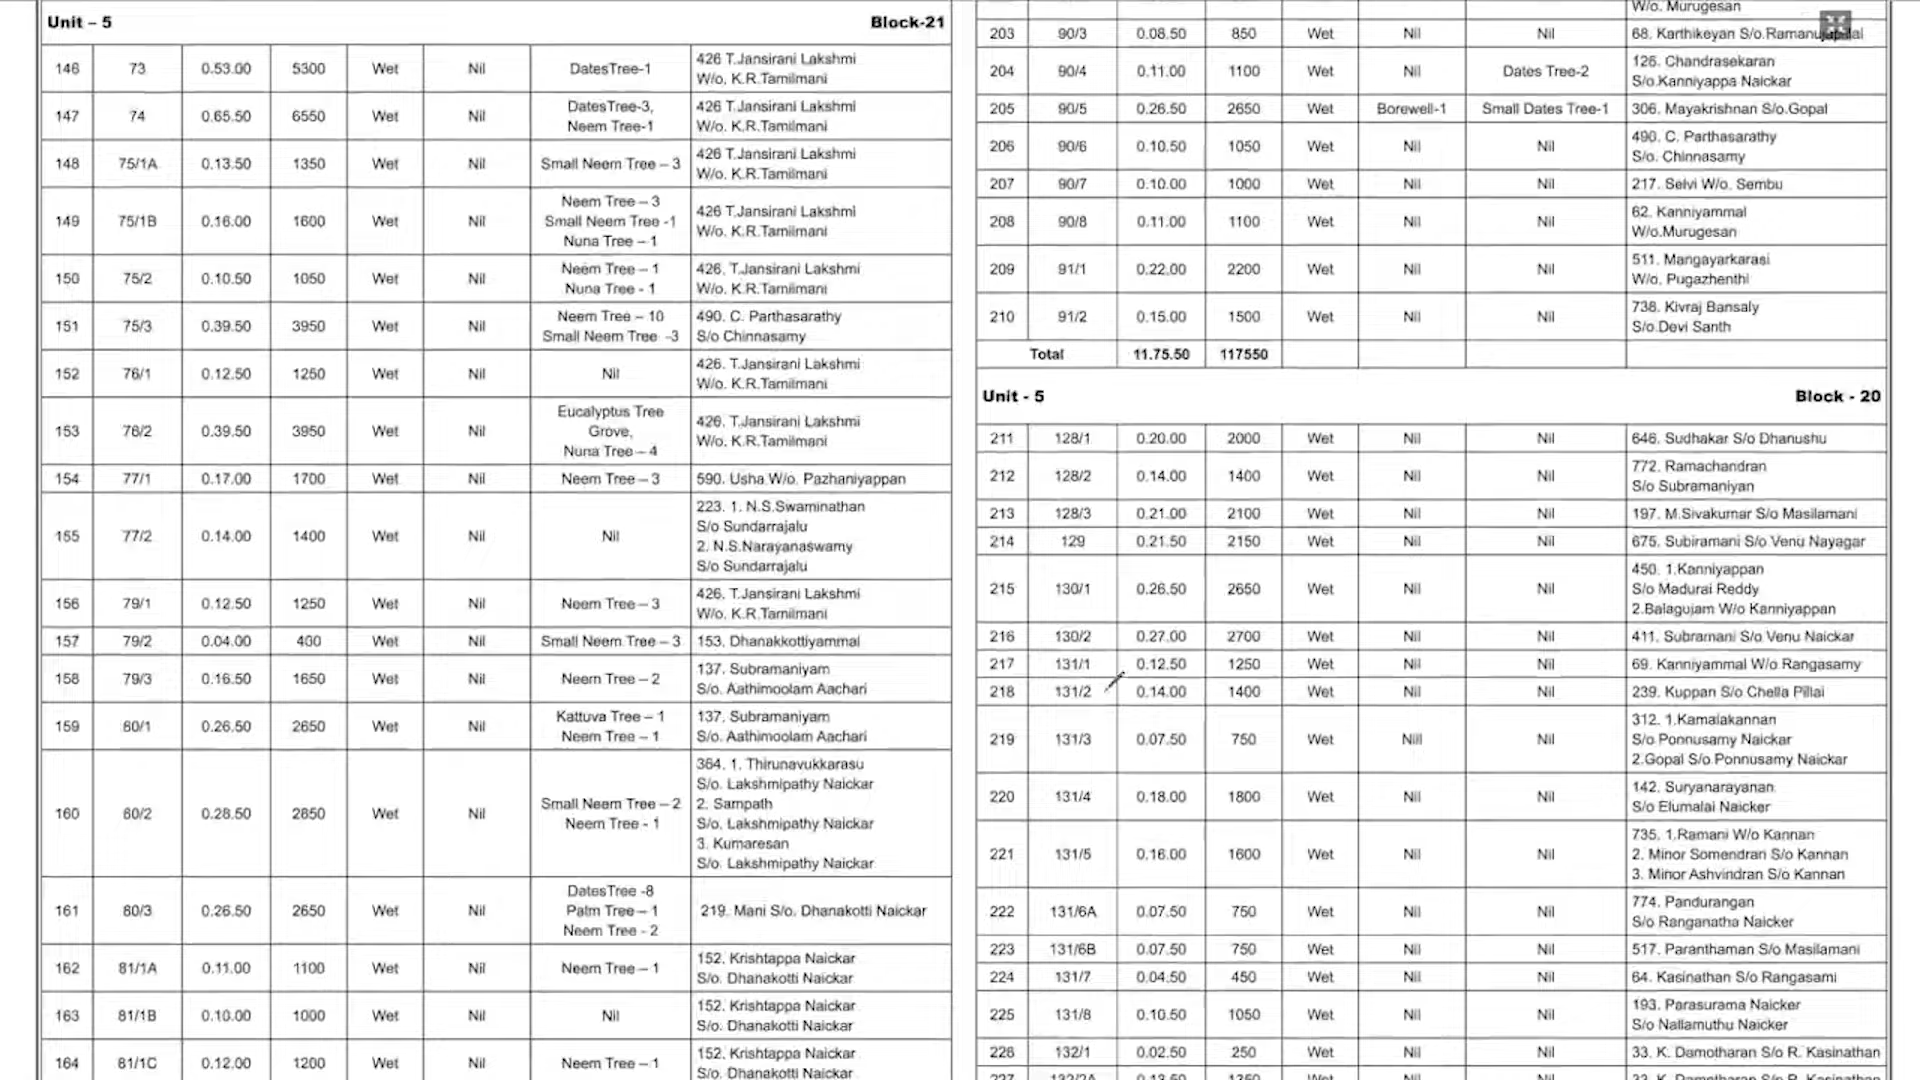 Unit – 5 Block-21
146 73 0.53.00 5300 Wet Nil DatesTree-1 426 T.Jansirani Lakshmi
W/o. K.R.Tamilmani
147 74 0.65.50 6550 Wet Nil DatesTree-3, 426 T.Jansirani Lakshmi
Neem Tree-1 W/o. K.R.Tamilmani
148 75/1A 0.13.50 1350 Wet Nil Small Neem Tree – 3 426 T.Jansirani Lakshmi
W/o. K.R.Tamilmani
149 75/1B 0.16.00 1600 Wet Nil Neem Tree – 3
Small Neem Tree -1 426 T.Jansirani Lakshmi
Nuna Tree – 1 W/o. K.R.Tamilmani
150 75/2 0.10.50 1050 Wet Nil Neem Tree – 1 426. T.Jansirani Lakshmi
Nuna Tree - 1 W/o. K.R.Tamilmani
151 75/3 0.39.50 3950 Wet Nil Neem Tree – 10 490. C. Parthasarathy
Small Neem Tree -3 S/o Chinnasamy
152 76/1 0.12.50 1250 Wet Nil Nil 426. T.Jansirani Lakshmi
W/o. K.R.Tamilmani
153 76/2 0.39.50 3950 Wet Nil Eucalyptus Tree
Grove, 426. T.Jansirani Lakshmi
Nuna Tree – 4 W/o. K.R.Tamilmani
154 77/1 0.17.00 1700 Wet Nil Neem Tree – 3 590. Usha W/o. Pazhaniyappan
155 77/2 0.14.00 1400 Wet Nil Nil 223. 1. N.S.Swaminathan
S/o Sundarrajalu
2. N.S.Narayanaswamy
S/o Sundarrajalu
156 79/1 0.12.50 1250 Wet Nil Neem Tree – 3 426. T.Jansirani Lakshmi
W/o. K.R.Tamilmani
157 79/2 0.04.00 400 Wet Nil Small Neem Tree – 3 153. Dhanakkottiyammal
158 79/3 0.16.50 1650 Wet Nil Neem Tree – 2 137. Subramaniyam
S/o. Aathimoolam Aachari
159 80/1 0.26.50 2650 Wet Nil Kattuva Tree – 1 137. Subramaniyam
Neem Tree – 1 S/o. Aathimoolam Aachari
160 80/2 0.28.50 2850 Wet Nil Small Neem Tree – 2 364. 1. Thirunavukkarasu
Neem Tree - 1 S/o. Lakshmipathy Naickar
2. Sampath
S/o. Lakshmipathy Naickar
3. Kumaresan
S/o. Lakshmipathy Naickar
161 80/3 0.26.50 2650 Wet Nil DatesTree -8
Palm Tree – 1 219. Mani S/o. Dhanakotti Naickar
Neem Tree - 2
162 81/1A 0.11.00 1100 Wet Nil Neem Tree – 1 152. Krishtappa Naickar
S/o. Dhanakotti Naickar
163 81/1B 0.10.00 1000 Wet Nil Nil 152. Krishtappa Naickar
S/o. Dhanakotti Naickar
164 81/1C 0.12.00 1200 Wet Nil Neem Tree – 1 152. Krishtappa Naickar
S/o. Dhanakotti Naickar
W/o. Murugesan
203 90/3 0.08.50 850 Wet Nil Nil 68. Karthikeyan S/o.
204 90/4 0.11.00 1100 Wet Nil Dates Tree-2 126. Chandrasekaran
S/o.Kanniyappa Naickar
205 90/5 0.26.50 2650 Wet Borewell-1 Small Dates Tree-1 306. Mayakrishnan S/o.Gopal
206 90/6 0.10.50 1050 Wet Nil Nil 490. C. Parthasarathy
S/o. Chinnasamy
207 90/7 0.10.00 1000 Wet Nil Nil 217. Selvi W/o. Sembu
208 90/8 0.11.00 1100 Wet Nil Nil 62. Kanniyammal
W/o.Murugesan
209 91/1 0.22.00 2200 Wet Nil Nil 511. Mangayarkarasi
W/o. Pugazhenthi
210 91/2 0.15.00 1500 Wet Nil Nil 738. Kivraj Bansaly
S/o.Devi Santh
Total 11.75.50 117550
Unit - 5 Block - 20
211 128/1 0.20.00 2000 Wet Nil Nil 646. Sudhakar S/o Dhanushu
212 128/2 0.14.00 1400 Wet Nil Nil 772. Ramachandran
S/o Subramaniyan
213 128/3 0.21.00 2100 Wet Nil Nil 197. M.Sivakumar S/o Masilamani
214 129 0.21.50 2150 Wet Nil Nil 675. Subiramani S/o Venu Nayagar
215 130/1 0.26.50 2650 Wet Nil Nil 450. 1.Kanniyappan
S/o Madurai Reddy
2.Balagujam W/o Kanniyappan
216 130/2 0.27.00 2700 Wet Nil Nil 411. Subramani S/o Venu Naickar
217 131/1 0.12.50 1250 Wet Nil Nil 69. Kanniyammal W/o Rangasamy
218 131/2 0.14.00 1400 Wet Nil Nil 239. Kuppan S/o Chella Pillai
219 131/3 0.07.50 750 Wet Nill Nil 312. 1.Kamalakannan
S/o Ponnusamy Naickar
2.Gopal S/o Ponnusamy Naickar
220 131/4 0.18.00 1800 Wet Nil Nil 142. Suryanarayanan
S/o Elumalai Naicker
221 131/5 0.16.00 1600 Wet Nil Nil 735. 1.Ramani W/o Kannan
2. Minor Somendran S/o Kannan
3. Minor Ashvindran S/o Kannan
222 131/6A 0.07.50 750 Wet Nil Nil 774. Pandurangan
S/o Ranganatha Naicker
223 131/6B 0.07.50 750 Wet Nil Nil 517. Paranthaman S/o Masilamani
224 131/7 0.04.50 450 Wet Nil Nil 64. Kasinathan S/o Rangasami
225 131/8 0.10.50 1050 Wet Nil Nil 193. Parasurama Naicker
S/o Nallamuthu Naicker
226 132/1 0.02.50 250 Wet Nil Nil 33. K. Damotharan S/o R. Kasinathan